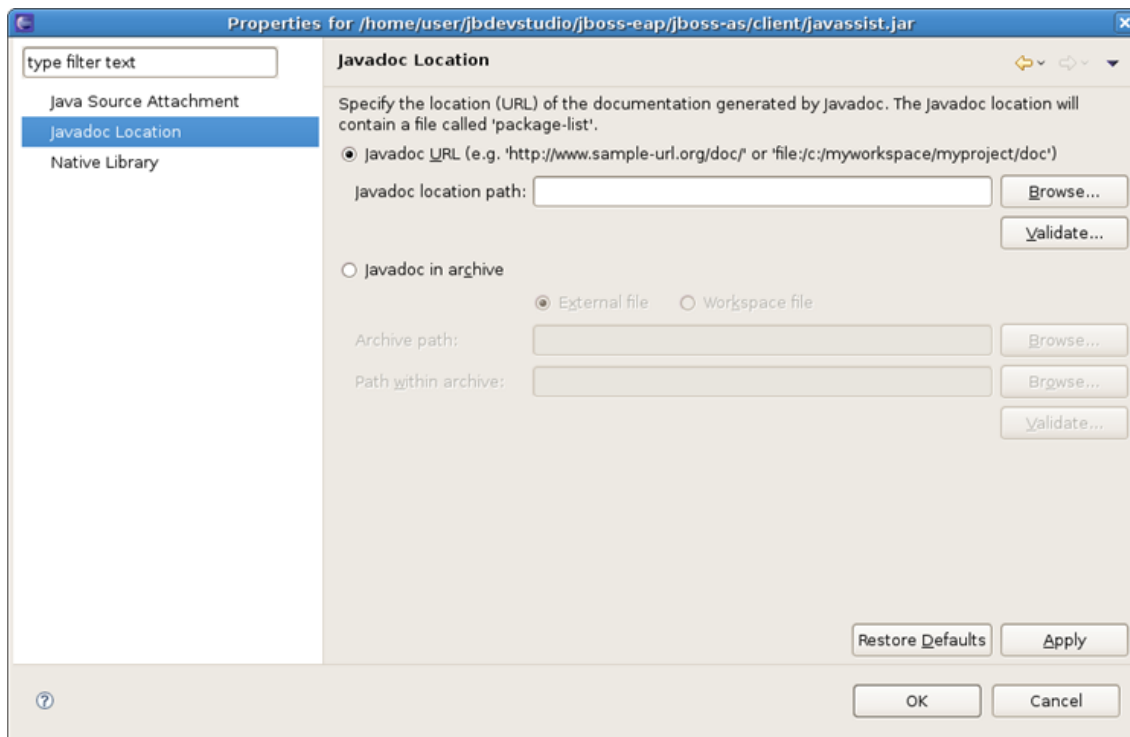 Properties for /home/user/jbdevstudio/jboss-eap/jboss-as/client/javassist.jar
type filter text
Java Source Attachment
Javadoc Location
Native Library
Javadoc Location
Specify the location (URL) of the documentation generated by Javadoc. The Javadoc location will
contain a file called 'package-list'.
Javadoc URL (e.g. 'http://www.sample-url.org/doc/' or 'file:/c:/myworkspace/myproject/doc')
Javadoc location path: Browse...
Validate...
Javadoc in archive
External file Workspace file
Archive path: Browse...
Path within archive: Browse...
Validate...
Restore Defaults Apply
? OK Cancel